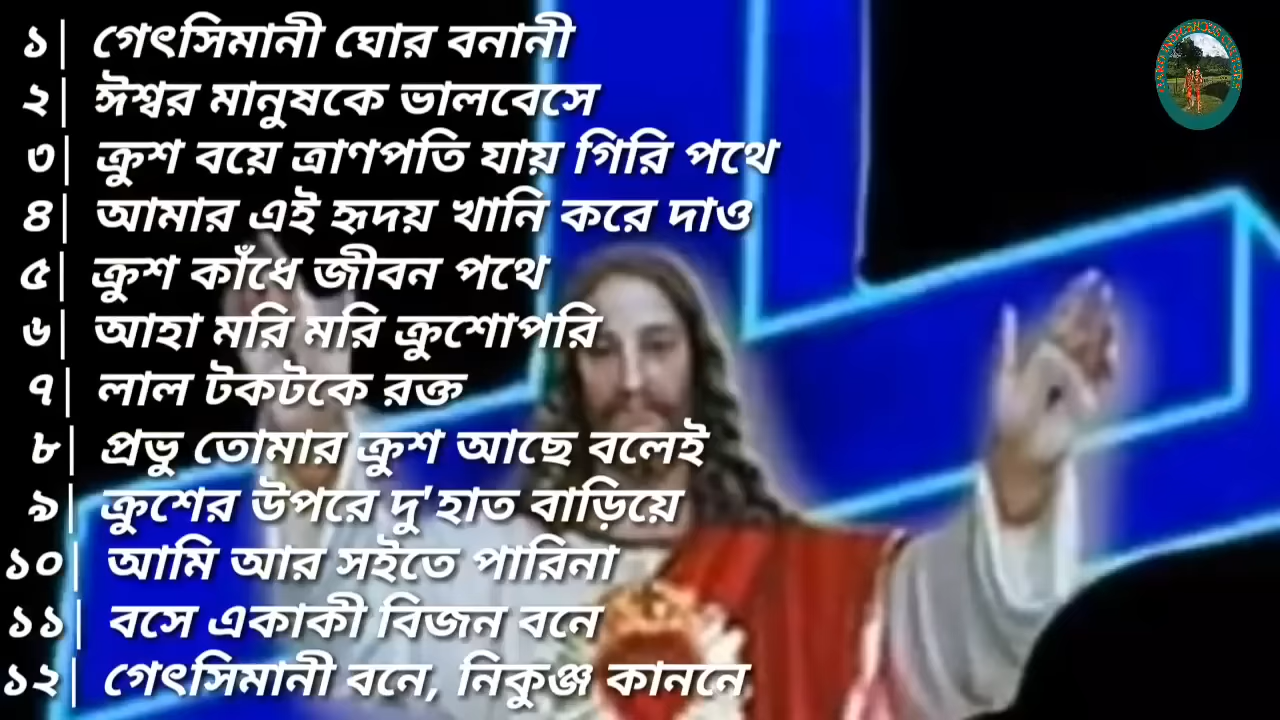 ১| গেৎসিমানী ঘোর বনানী
২| ঈশ্বর মানুষকে ভালবেসে
৩| ক্রুশ বয়ে ত্রাণপতি যায় গিরি পথে
৪| আমার এই হৃদয় খানি করে দাও
৫| ক্রুশ কাঁধে জীবন পথে
৬| আহা মরি মরি ক্রুশোপরি
৭| লাল টকটকে রক্ত
৮| প্রভু তোমার ক্রুশ আছে বলেই
৯| ক্রুশের উপরে দু'হাত বাড়িয়ে
১০| আমি আর সইতে পারিনা
১১| বসে একাকী বিজন বনে
১২| গেৎসিমানী বনে, নিকুঞ্জ কাননে